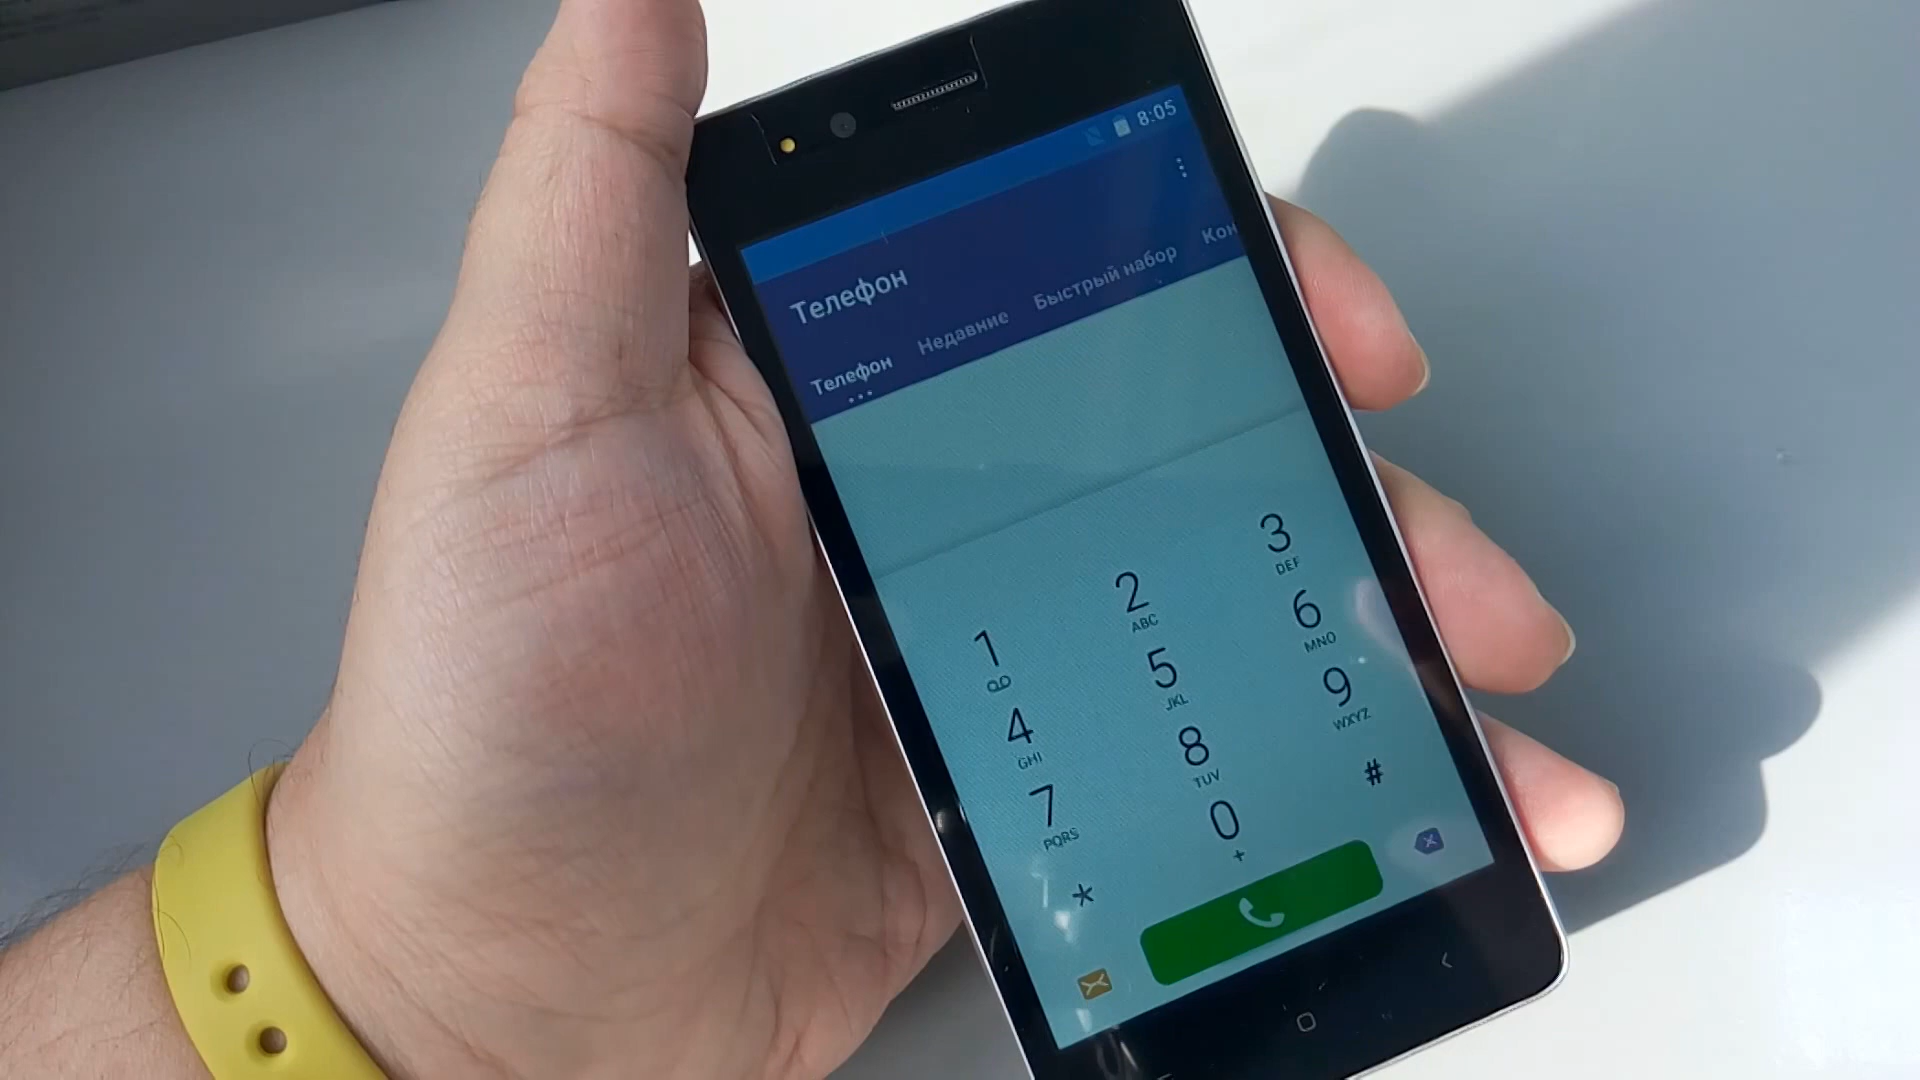 8:05
Телефон
Телефон Недавние Быстрый набор Кон
1 2 ABC 3 DEF
4 GHI 5 JKL 6 MNO
7 PQRS 8 TUV 9 WXYZ
* 0 + #